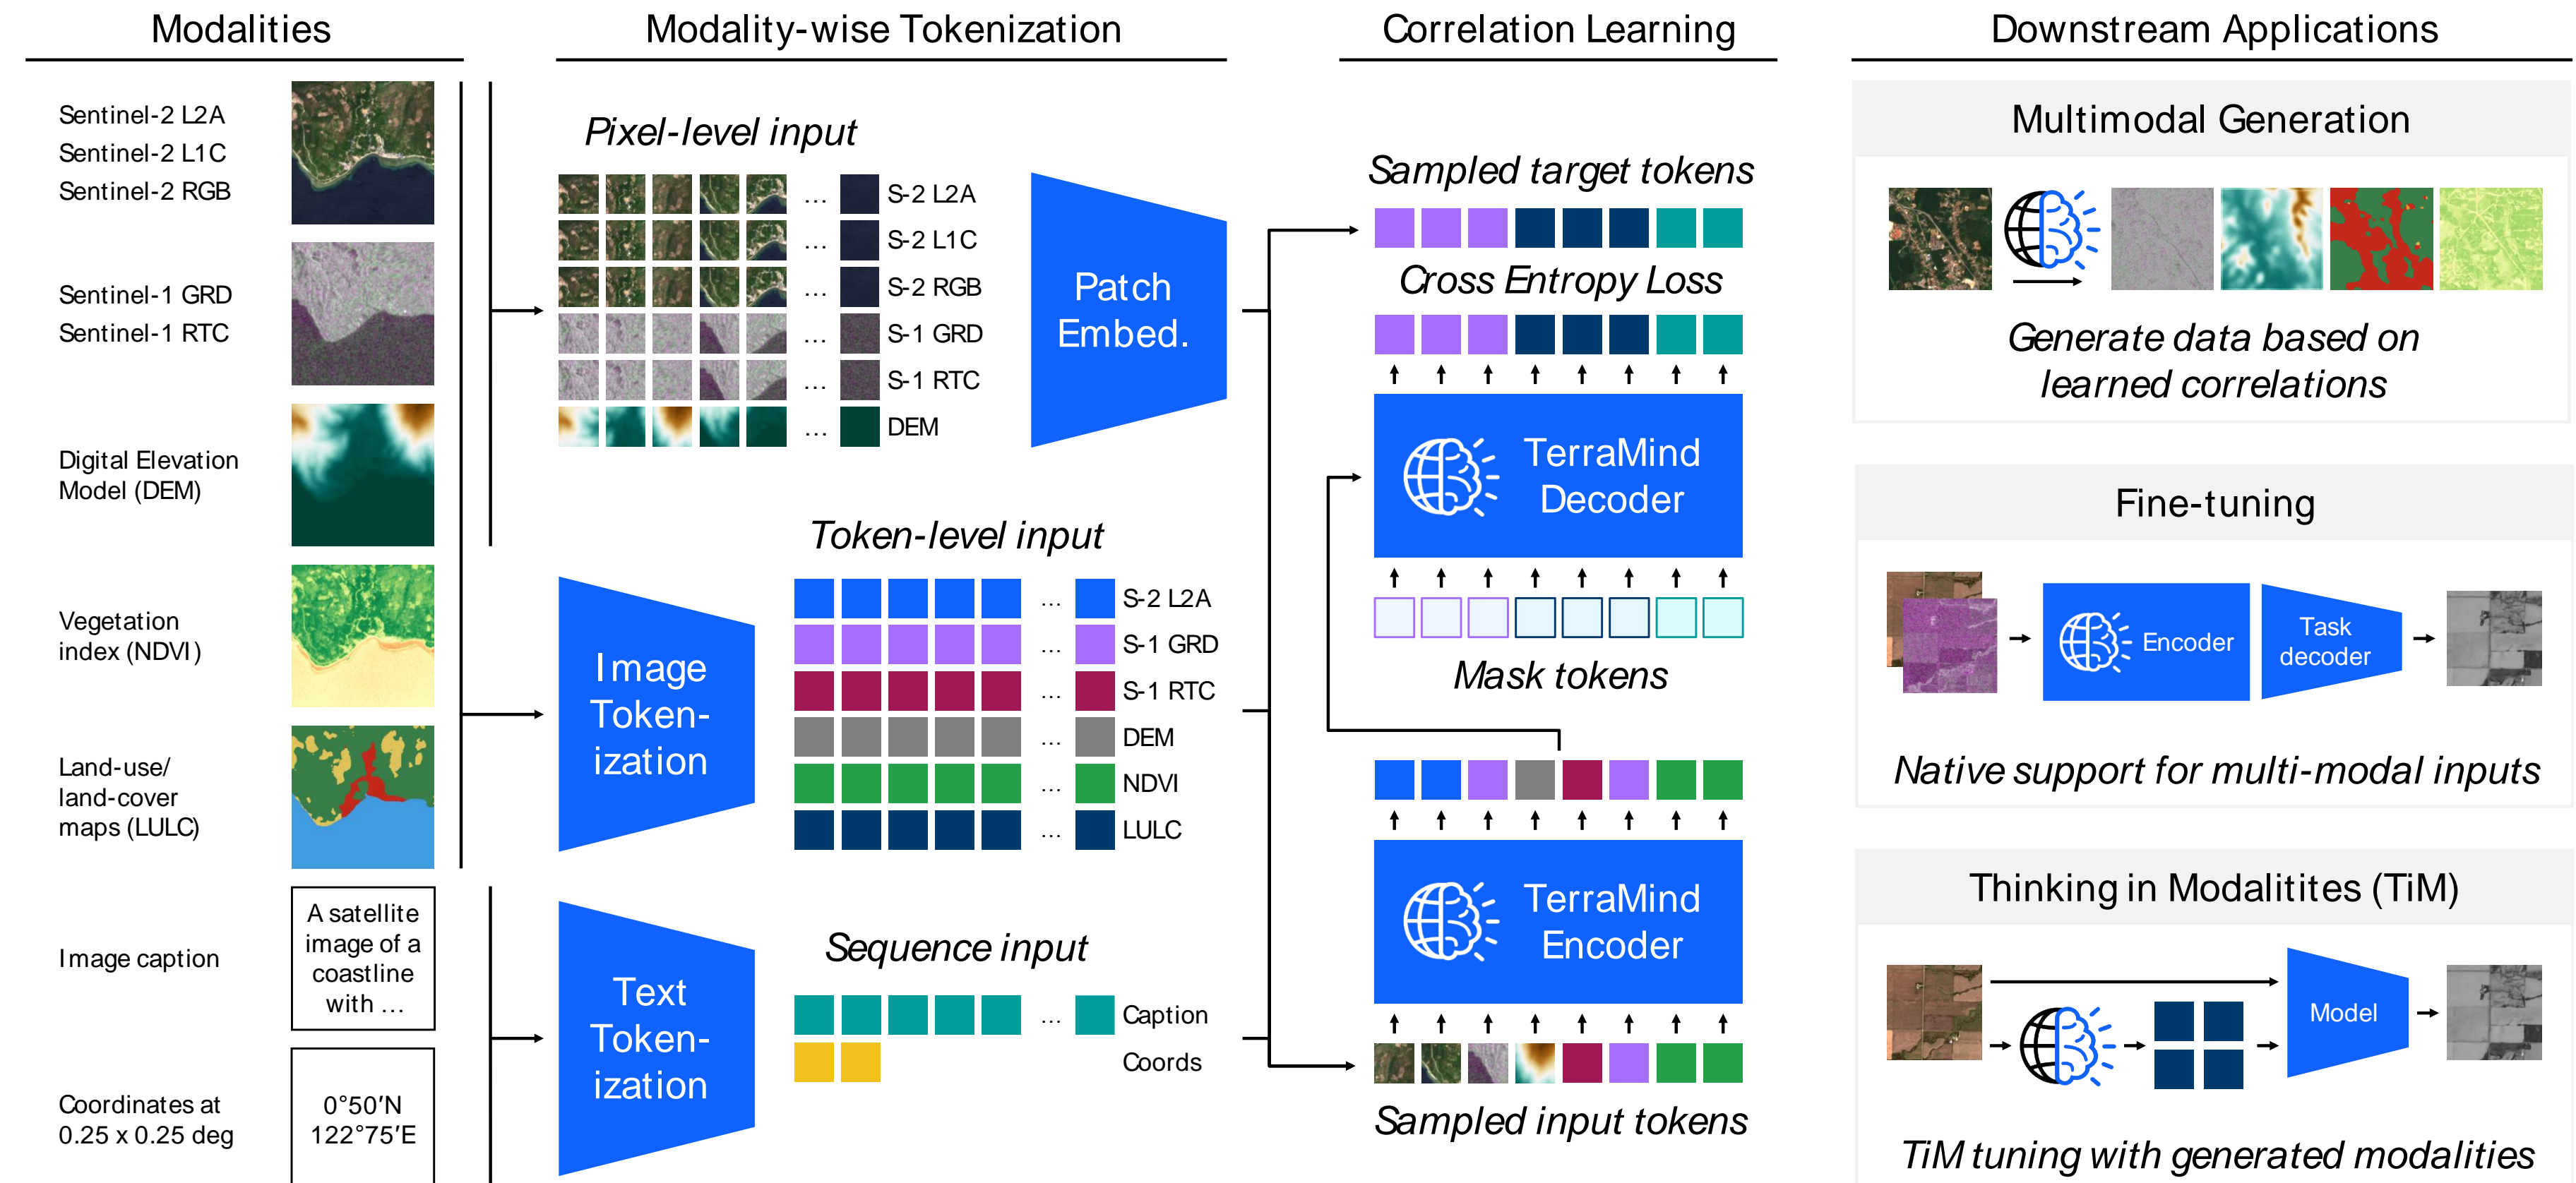 Modalities
Sentinel-2 L2A
Sentinel-2 L1C
Sentinel-2 RGB
Sentinel-1 GRD
Sentinel-1 RTC
Digital Elevation
Model (DEM)
Vegetation
index (NDVI)
Land-use/
land-cover
maps (LULC)
Image caption
A satellite
image of a
coastline
with ...
Coordinates at
0.25 x 0.25 deg
0°50′N
122°75′E
Modality-wise Tokenization
Pixel-level input
... S-2 L2A
... S-2 L1C
... S-2 RGB
... S-1 GRD
... S-1 RTC
... DEM
Patch
Embed.
Token-level input
Image
Token-
ization
... S-2 L2A
... S-1 GRD
... S-1 RTC
... DEM
... NDVI
... LULC
Sequence input
Text
Token-
ization
... Caption
Coords
Correlation Learning
Sampled target tokens
Cross Entropy Loss
TerraMind
Decoder
Mask tokens
TerraMind
Encoder
Sampled input tokens
Downstream Applications
Multimodal Generation
Generate data based on
learned correlations
Fine-tuning
Encoder
Task
decoder
Native support for multi-modal inputs
Thinking in Modalitites (TiM)
Model
TiM tuning with generated modalities